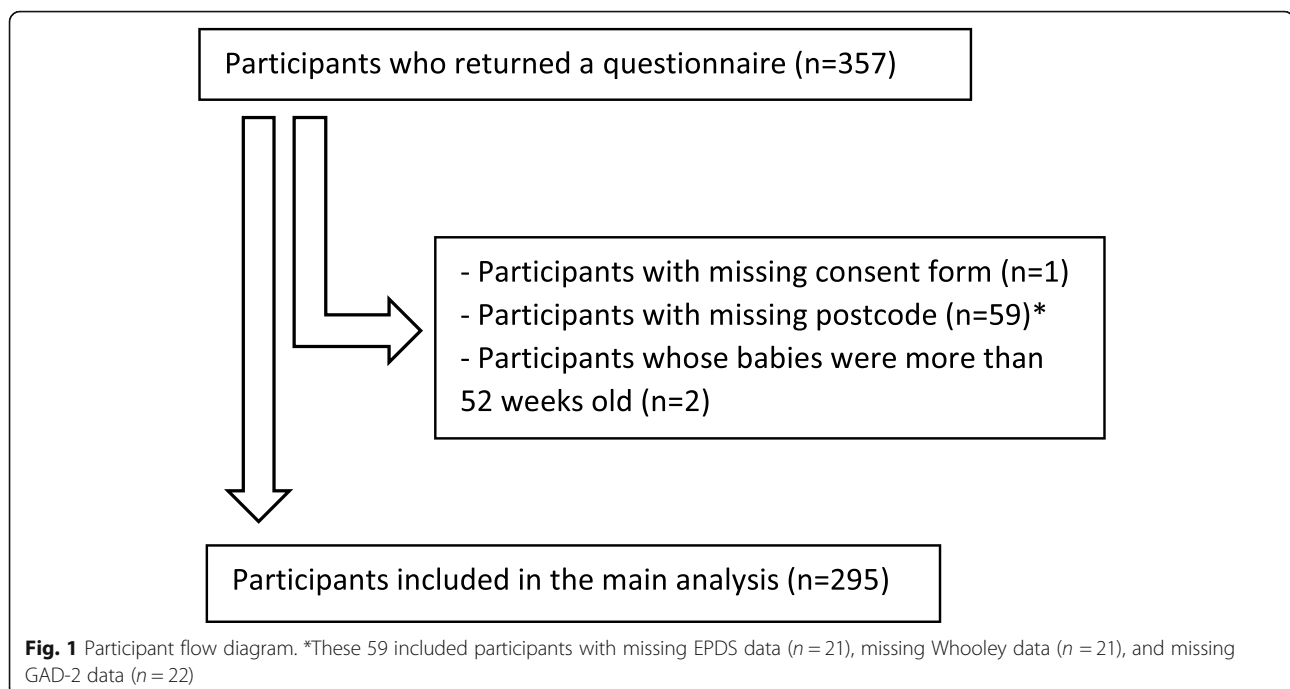 Participants who returned a questionnaire (n=357)
- Participants with missing consent form (n=1)
- Participants with missing postcode (n=59)*
- Participants whose babies were more than
52 weeks old (n=2)
Participants included in the main analysis (n=295)
Fig. 1 Participant flow diagram. *These 59 included participants with missing EPDS data (n = 21), missing Whooley data (n = 21), and missing
GAD-2 data (n = 22)